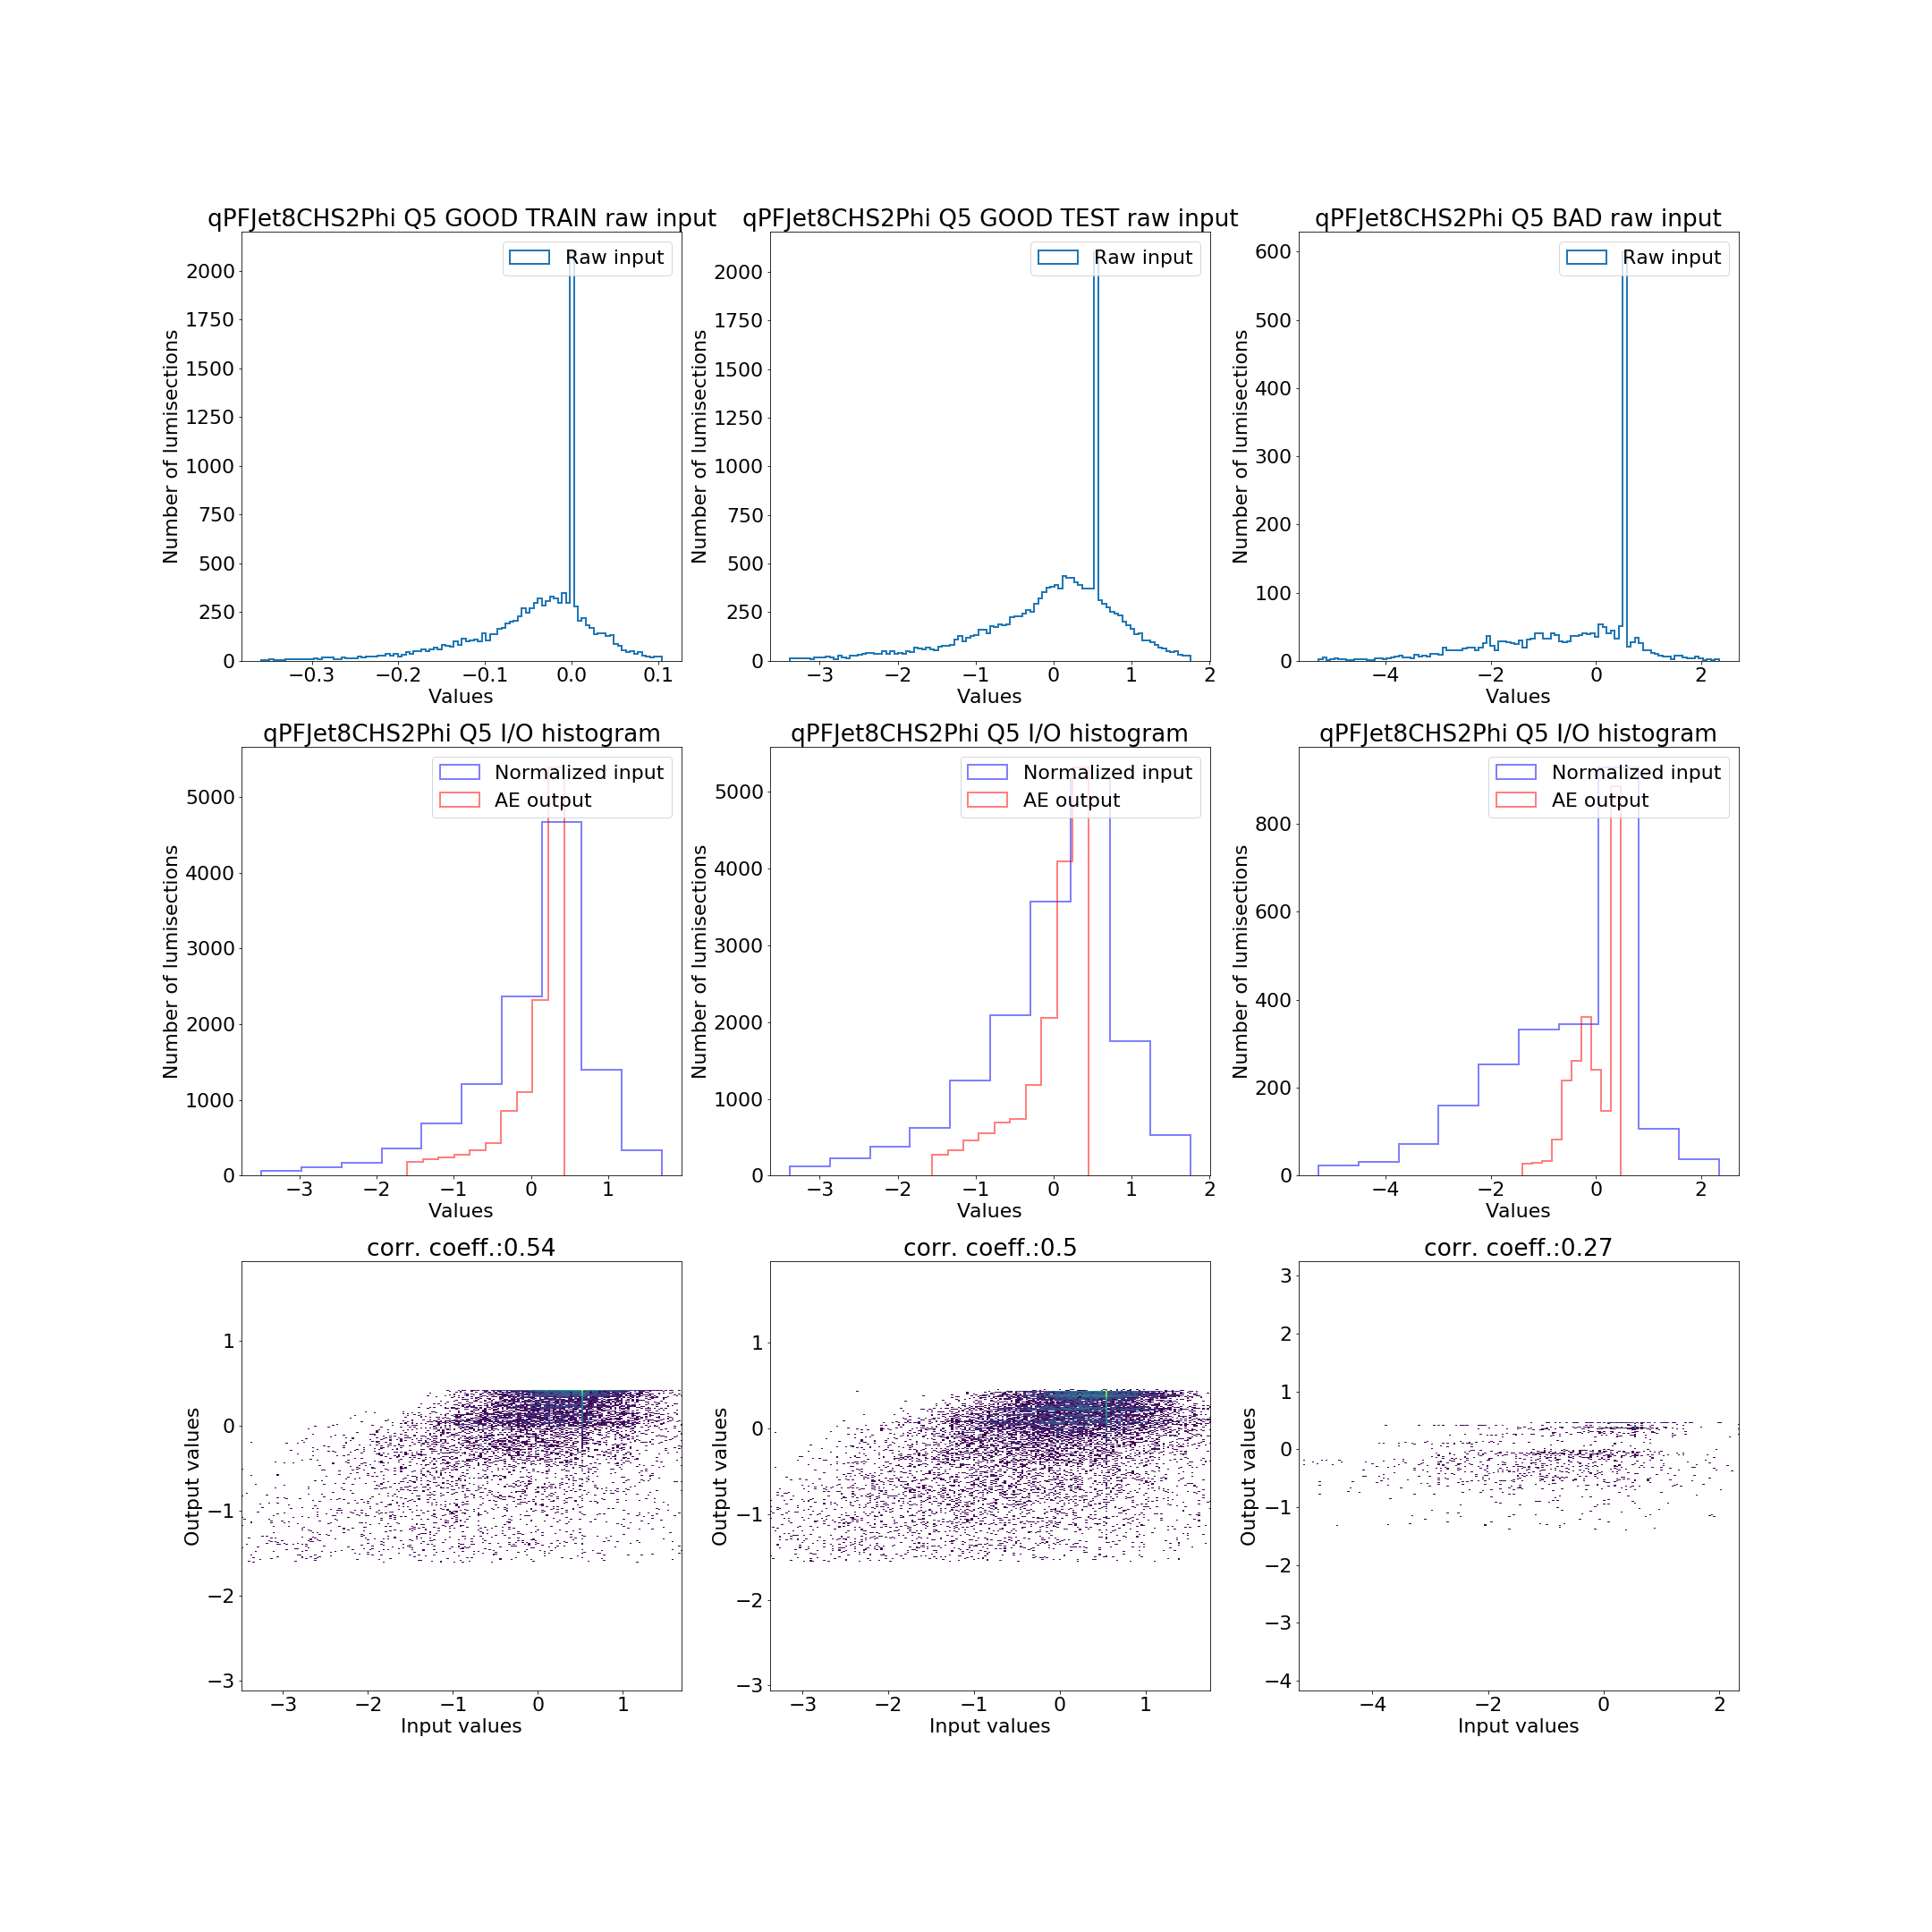 qPFJet8CHS2Phi Q5 GOOD TRAIN raw input
Raw input
2000
1750
1500
1250
1000
750
500
250
0
Number of lumisections
−0.3 −0.2 −0.1 0.0 0.1
Values
qPFJet8CHS2Phi Q5 GOOD TEST raw input
Raw input
2000
1750
1500
1250
1000
750
500
250
0
Number of lumisections
−3 −2 −1 0 1 2
Values
qPFJet8CHS2Phi Q5 BAD raw input
Raw input
600
500
400
300
200
100
0
Number of lumisections
−4 −2 0 2
Values
qPFJet8CHS2Phi Q5 I/O histogram
Normalized input
AE output
5000
4000
3000
2000
1000
0
Number of lumisections
−3 −2 −1 0 1
Values
qPFJet8CHS2Phi Q5 I/O histogram
Normalized input
AE output
5000
4000
3000
2000
1000
0
Number of lumisections
−3 −2 −1 0 1 2
Values
qPFJet8CHS2Phi Q5 I/O histogram
Normalized input
AE output
800
600
400
200
0
Number of lumisections
−4 −2 0 2
Values
corr. coeff.:0.54
1
0
−1
−2
−3
Output values
−3 −2 −1 0 1
Input values
corr. coeff.:0.5
1
0
−1
−2
−3
Output values
−3 −2 −1 0 1
Input values
corr. coeff.:0.27
3
2
1
0
−1
−2
−3
−4
Output values
−4 −2 0 2
Input values